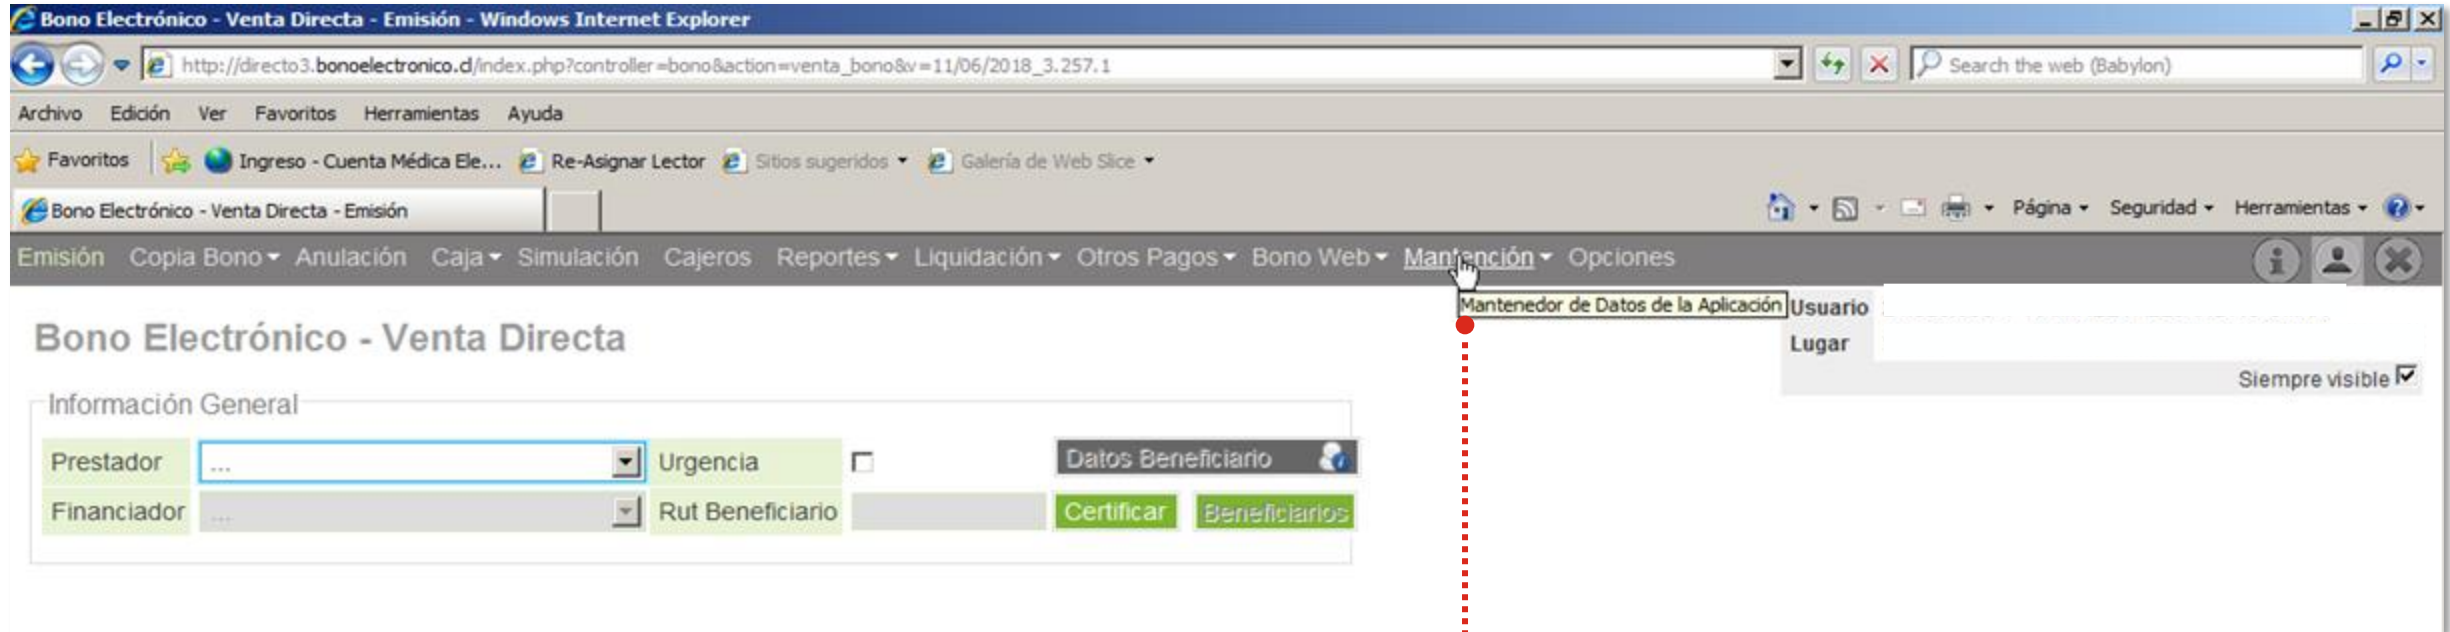 Bono Electrónico - Venta Directa - Emisión - Windows Internet Explorer
http://directo3.bonoelectronico.cl/index.php?controller=bono&action=venta_bono&v=11/06/2018_3.257.1 Search the web (Babylon)
Archivo Edición Ver Favoritos Herramientas Ayuda
Favoritos Ingreso - Cuenta Médica Ele... Re-Asignar Lector Sitios sugeridos Galería de Web Slice
Bono Electrónico - Venta Directa - Emisión Página Seguridad Herramientas
Emisión Copia Bono Anulación Caja Simulación Cajeros Reportes Liquidación Otros Pagos Bono Web Mantención Opciones
Mantenedor de Datos de la Aplicación Usuario
Bono Electrónico - Venta Directa
Lugar
Siempre visible
Información General
Prestador ... Urgencia Datos Beneficiario
Financiador ... Rut Beneficiario Certificar Beneficiarios